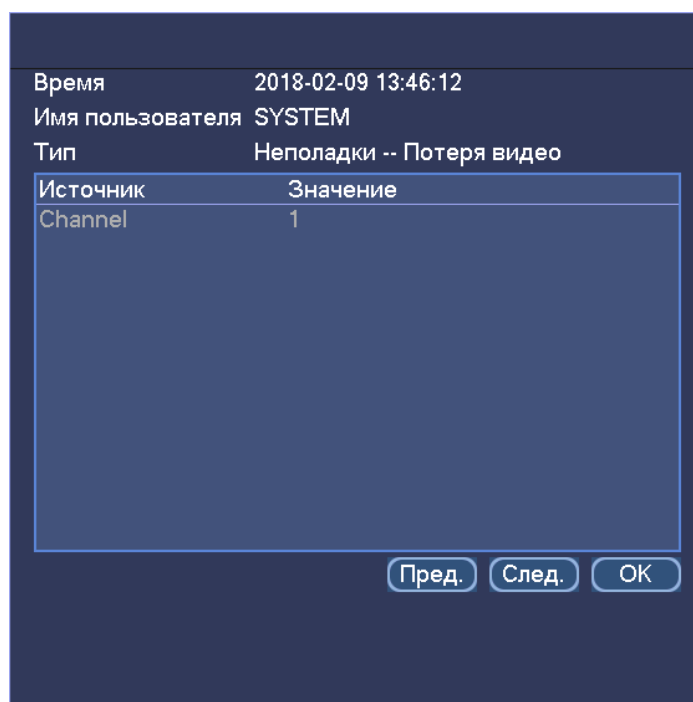 Время 2018-02-09 13:46:12
Имя пользователя SYSTEM
Тип Неполадки -- Потеря видео
Источник Значение
Channel 1
Пред. След. OK